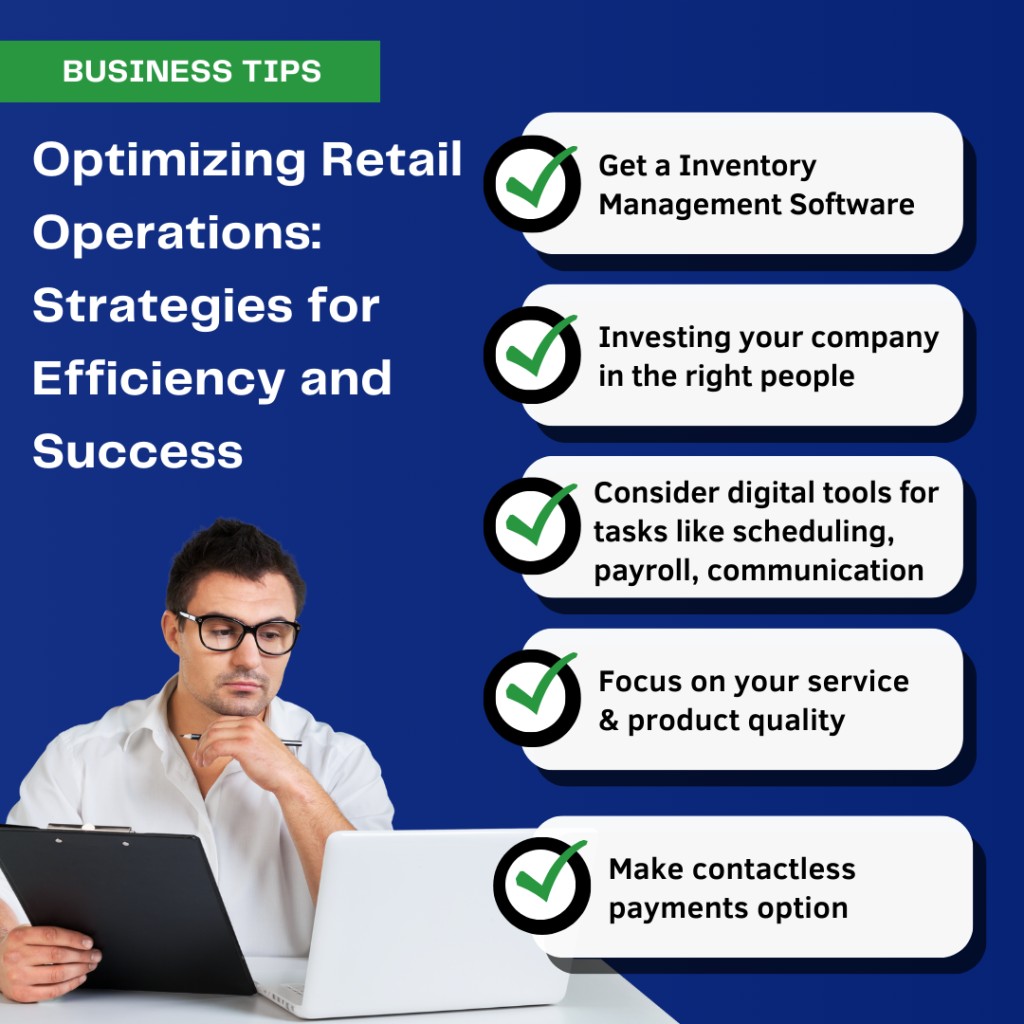 BUSINESS TIPS
Optimizing Retail
Operations:
Strategies for
Efficiency and
Success
Get a Inventory
Management Software
Investing your company
in the right people
Consider digital tools for
tasks like scheduling,
payroll, communication
Focus on your service
& product quality
Make contactless
payments option